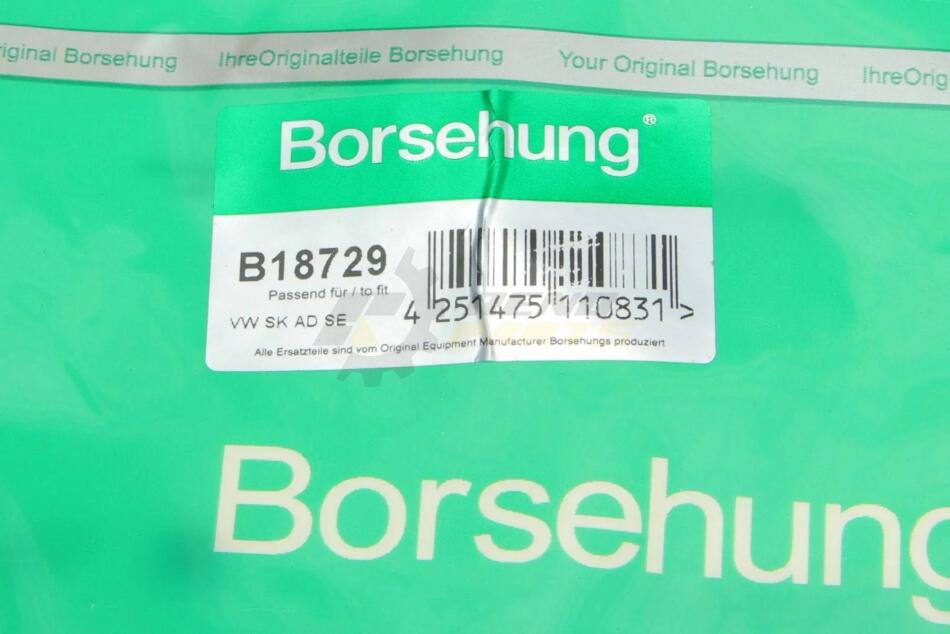 riginal Borsehung IhreOriginalteile Borsehung Your Original Borsehung IhreOrig
Borsehung®
B18729
Passend für / to fit
VW SK AD SE
4 251475 110831 >
Alle Ersatzteile sind vom Original Equipment Manufacturer Borsehungs produziert
Borsehung